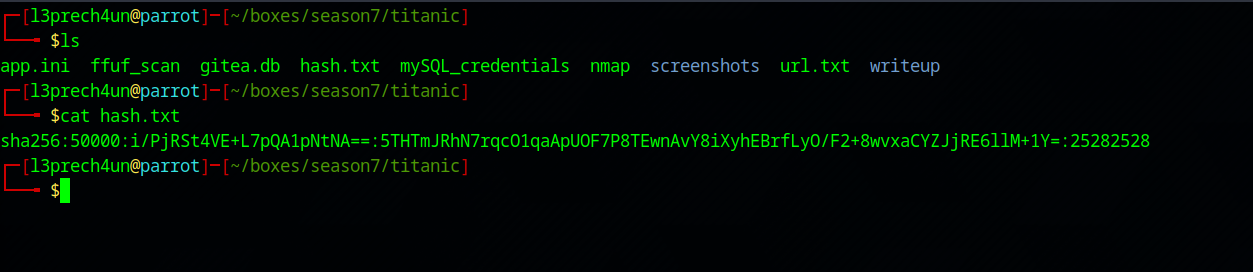 [l3prech4un@parrot]─[~/boxes/season7/titanic]
$ls
app.ini ffuf_scan gitea.db hash.txt mySQL_credentials nmap screenshots url.txt writeup
[l3prech4un@parrot]─[~/boxes/season7/titanic]
$cat hash.txt
sha256:50000:i/PjRSt4VE+L7pQA1pNtNA==:5THTmJRhN7rqcO1qaApUOF7P8TEwnAvY8iXyhEBrfLyO/F2+8wvxaCYZJjRE6llM+1Y=:25282528
[l3prech4un@parrot]─[~/boxes/season7/titanic]
$